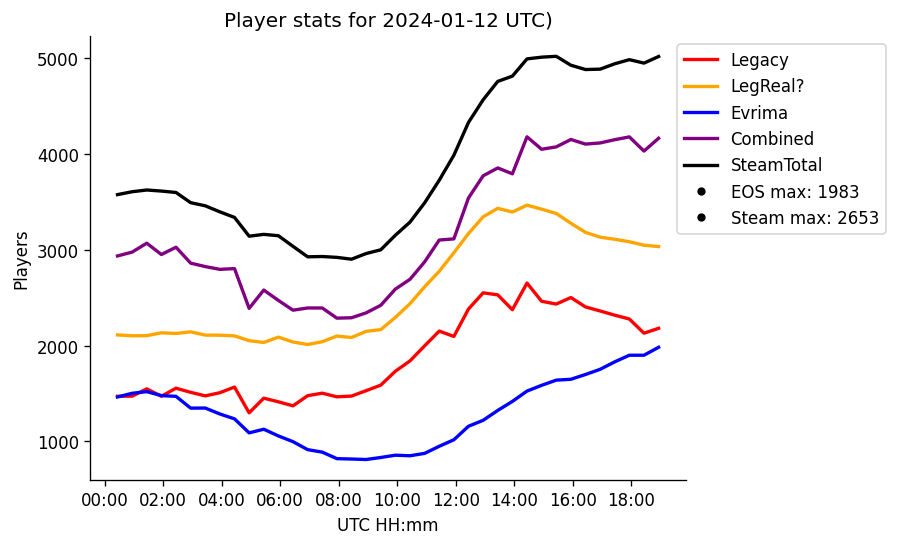 Player stats for 2024-01-12 UTC)
Legacy
LegReal?
Evrima
Combined
SteamTotal
EOS max: 1983
Steam max: 2653
Players
5000
4000
3000
2000
1000
00:00 02:00 04:00 06:00 08:00 10:00 12:00 14:00 16:00 18:00
UTC HH:mm